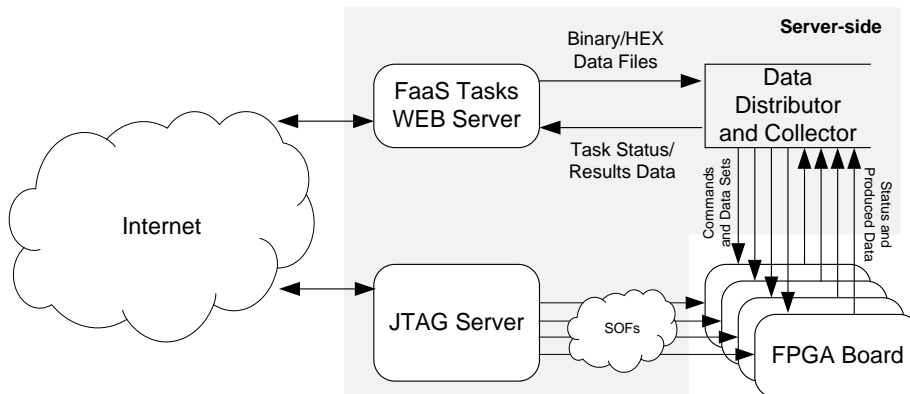 Server-side
Binary/HEX
Data Files
FaaS Tasks
WEB Server
Data
Distributor
and Collector
Task Status/
Results Data
Commands
and Data Sets
Status and
Produced Data
Internet
JTAG Server
SOFs
FPGA Board